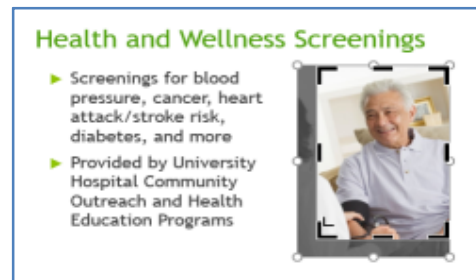 Health and Wellness Screenings
► Screenings for blood
pressure, cancer, heart
attack/stroke risk,
diabetes, and more
► Provided by University
Hospital Community
Outreach and Health
Education Programs